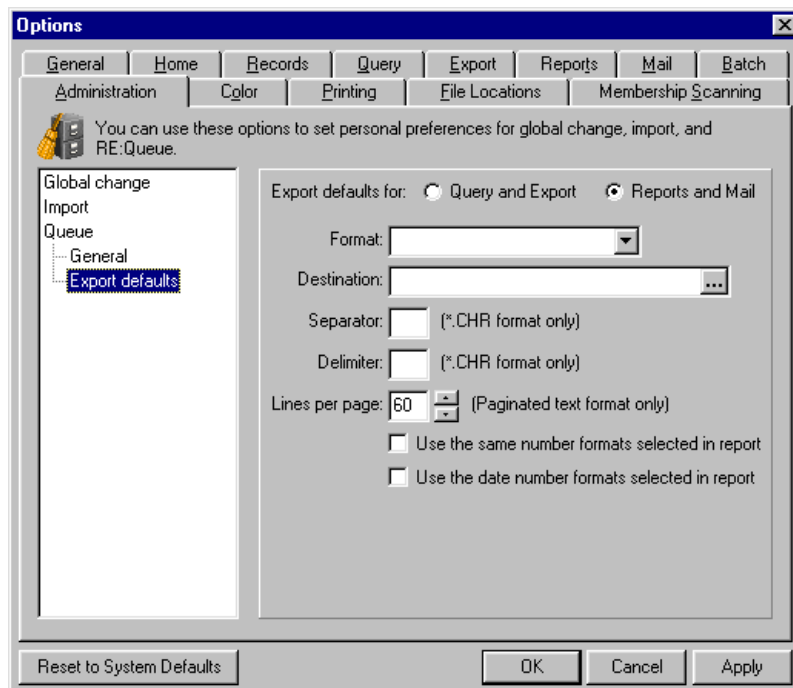 Options
General Home Records Query Export Reports Mail Batch
Administration Color Printing File Locations Membership Scanning
You can use these options to set personal preferences for global change, import, and
RE:Queue.
Global change
Import
Queue
General
Export defaults
Export defaults for: Query and Export Reports and Mail
Format:
Destination: ...
Separator: (*.CHR format only)
Delimiter: (*.CHR format only)
Lines per page: 60 (Paginated text format only)
Use the same number formats selected in report
Use the date number formats selected in report
Reset to System Defaults OK Cancel Apply